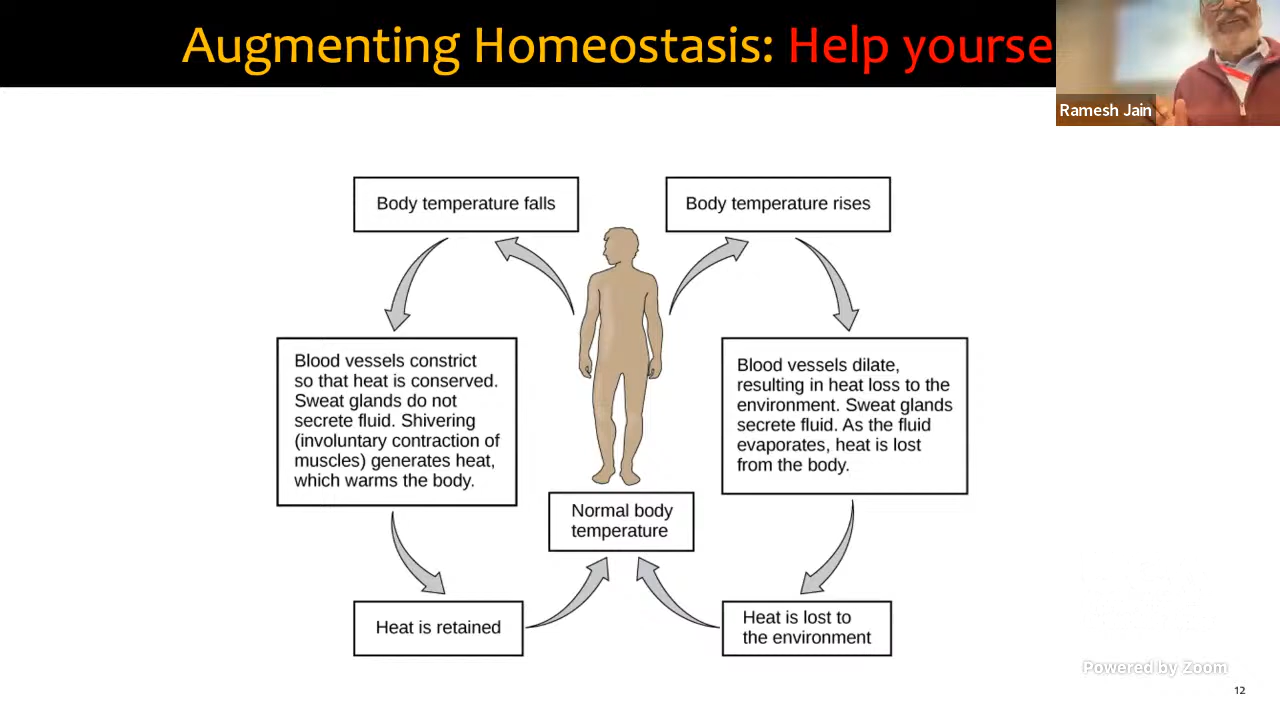 Augmenting Homeostasis: Help yourse
Ramesh Jain
Body temperature falls
Body temperature rises
Blood vessels constrict
so that heat is conserved.
Sweat glands do not
secrete fluid. Shivering
(involuntary contraction of
muscles) generates heat,
which warms the body.
Blood vessels dilate,
resulting in heat loss to the
environment. Sweat glands
secrete fluid. As the fluid
evaporates, heat is lost
from the body.
Normal body
temperature
Heat is retained
Heat is lost to
the environment
Powered by Zoom
12